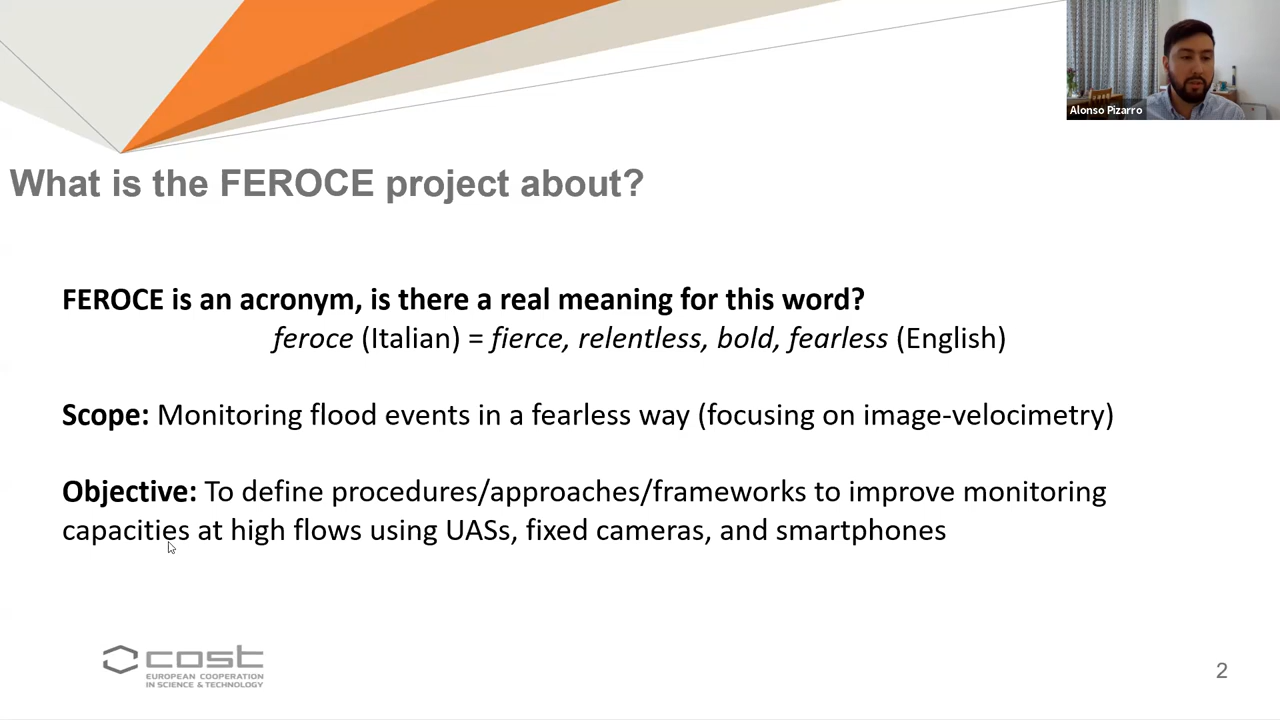 Alonso Pizarro
What is the FEROCE project about?
FEROCE is an acronym, is there a real meaning for this word?
feroce (Italian) = fierce, relentless, bold, fearless (English)
Scope: Monitoring flood events in a fearless way (focusing on image-velocimetry)
Objective: To define procedures/approaches/frameworks to improve monitoring
capacities at high flows using UASs, fixed cameras, and smartphones
cost
EUROPEAN COOPERATION
IN SCIENCE & TECHNOLOGY
2